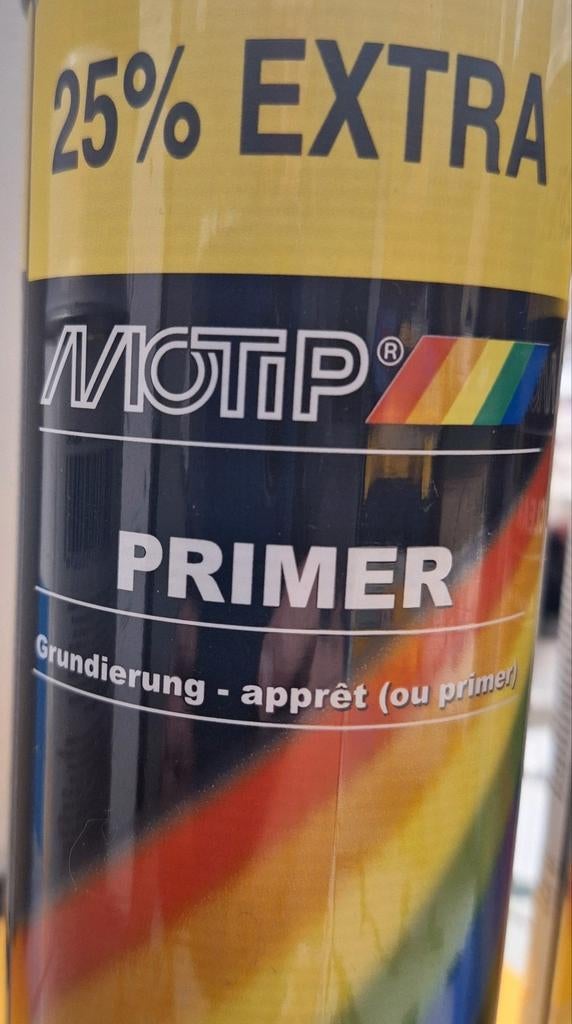 25% EXTRA
MOTIP®
PRIMER
Grundierung - apprêt (ou primer)